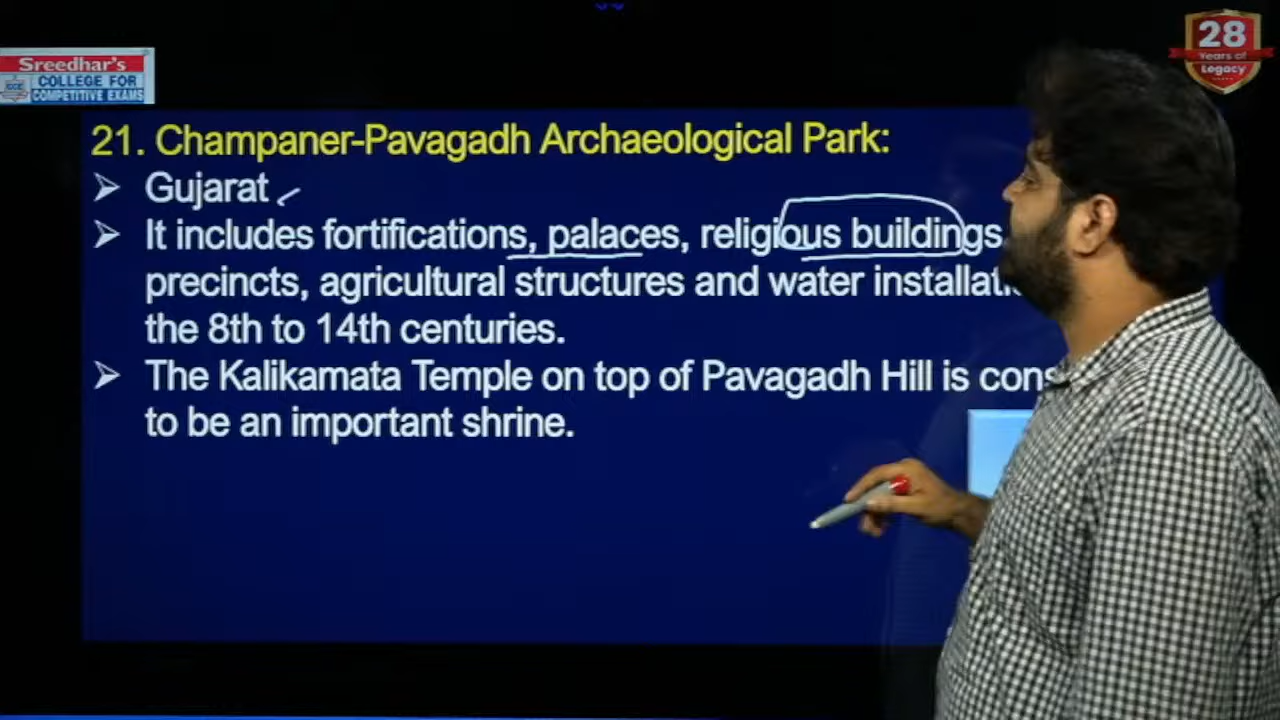 Sreedhar's
COLLEGE FOR
COMPETITIVE EXAMS
28
Years of
Legacy
21. Champaner-Pavagadh Archaeological Park:
➢ Gujarat
➢ It includes fortifications, palaces, religious buildings,
precincts, agricultural structures and water
the 8th to 14th centuries.
➢ The Kalikamata Temple on top of Pavagadh Hill is
to be an important shrine.